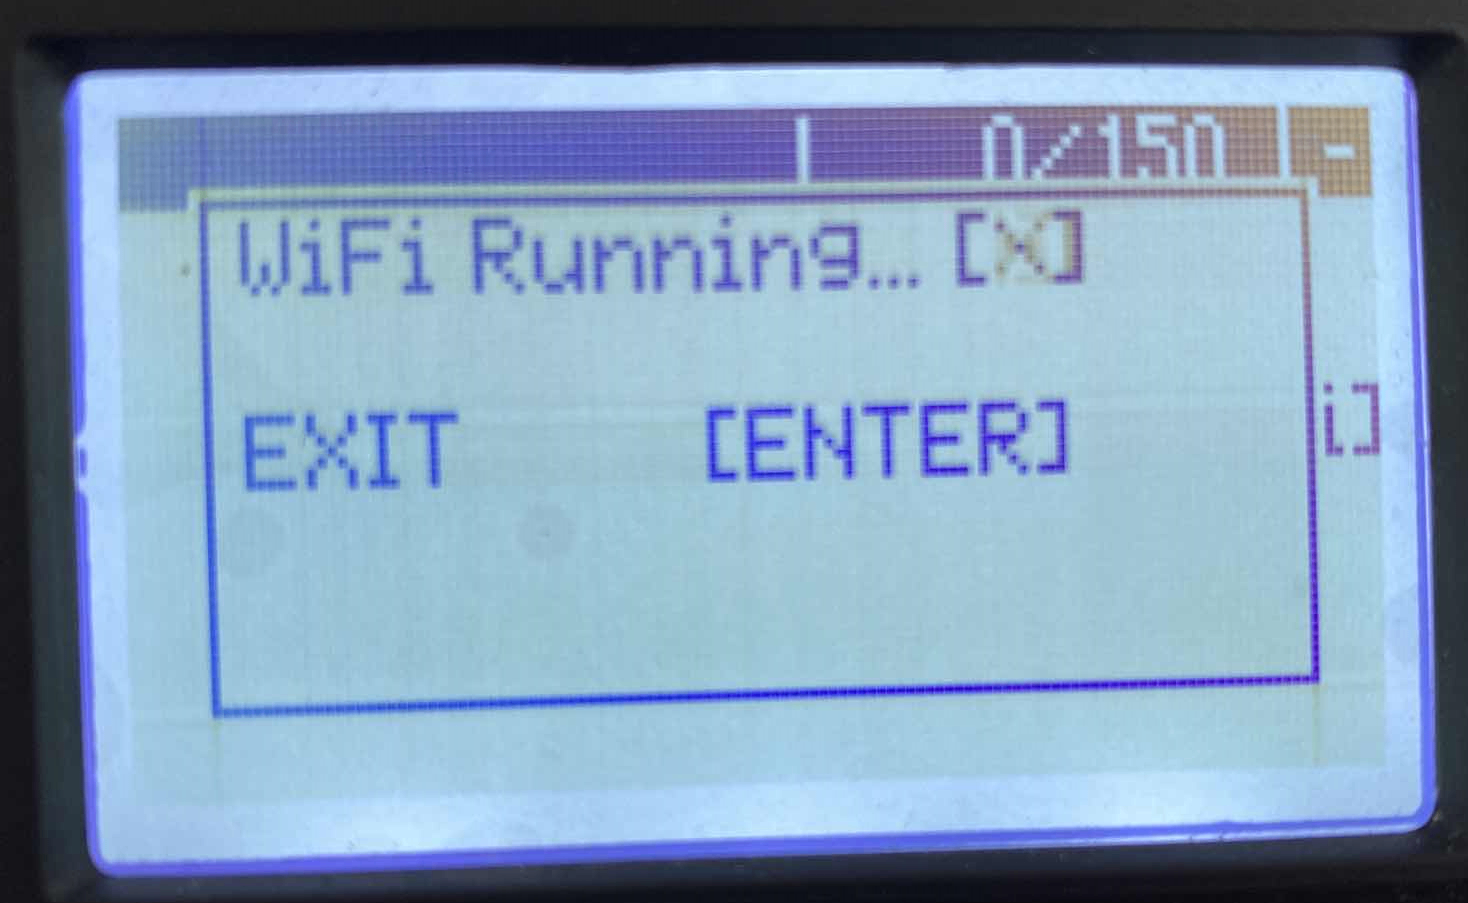 0/150 -
WiFi Running... [X]
EXIT [ENTER]
i]